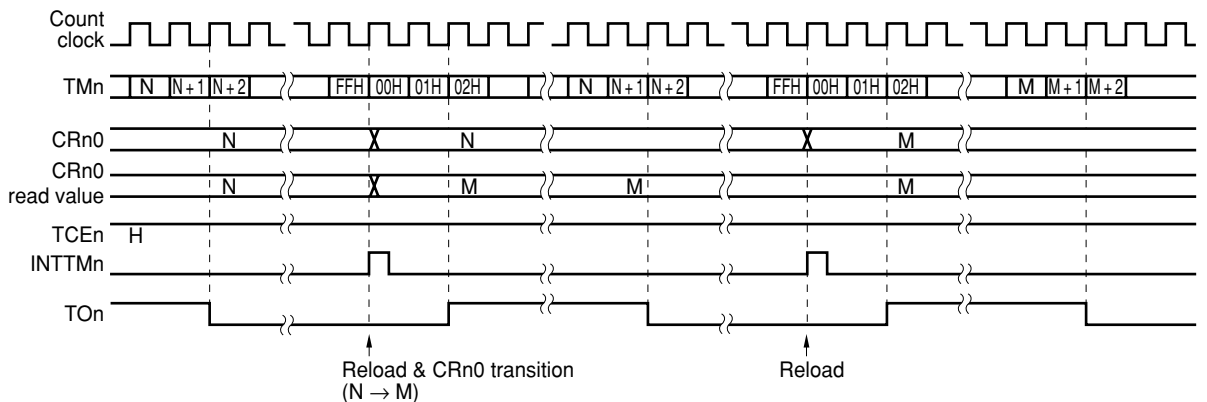 Count
clock
TMn N N + 1 N + 2 FFH 00H 01H 02H N N + 1 N + 2 FFH 00H 01H 02H M M + 1 M + 2
CRn0 N N M
CRn0
read value N M M M
TCEn H
INTTMn
TOn
Reload & CRn0 transition
(N → M)
Reload